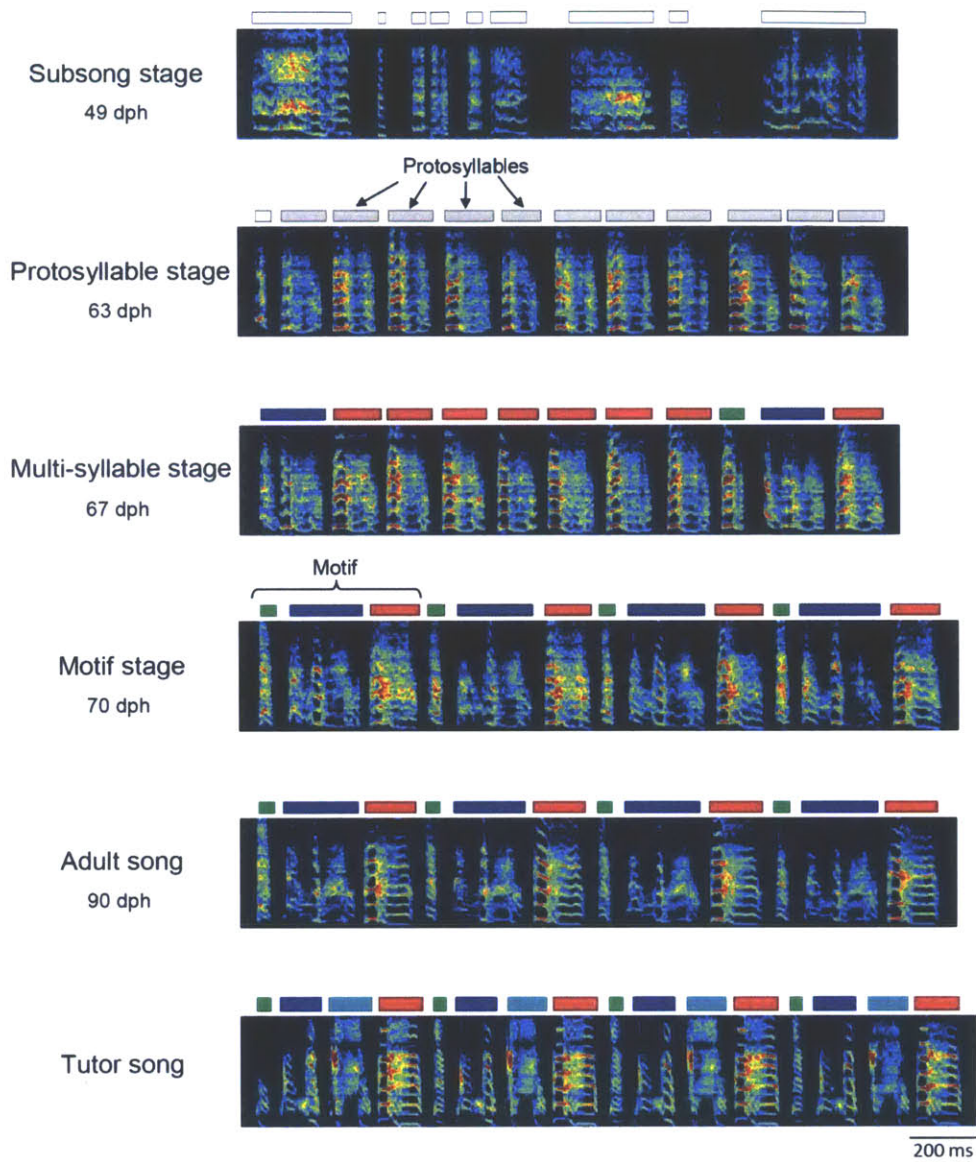 Subsong stage
49 dph
Protosyllables
Protosyllable stage
63 dph
Multi-syllable stage
67 dph
Motif
Motif stage
70 dph
Adult song
90 dph
Tutor song
200 ms